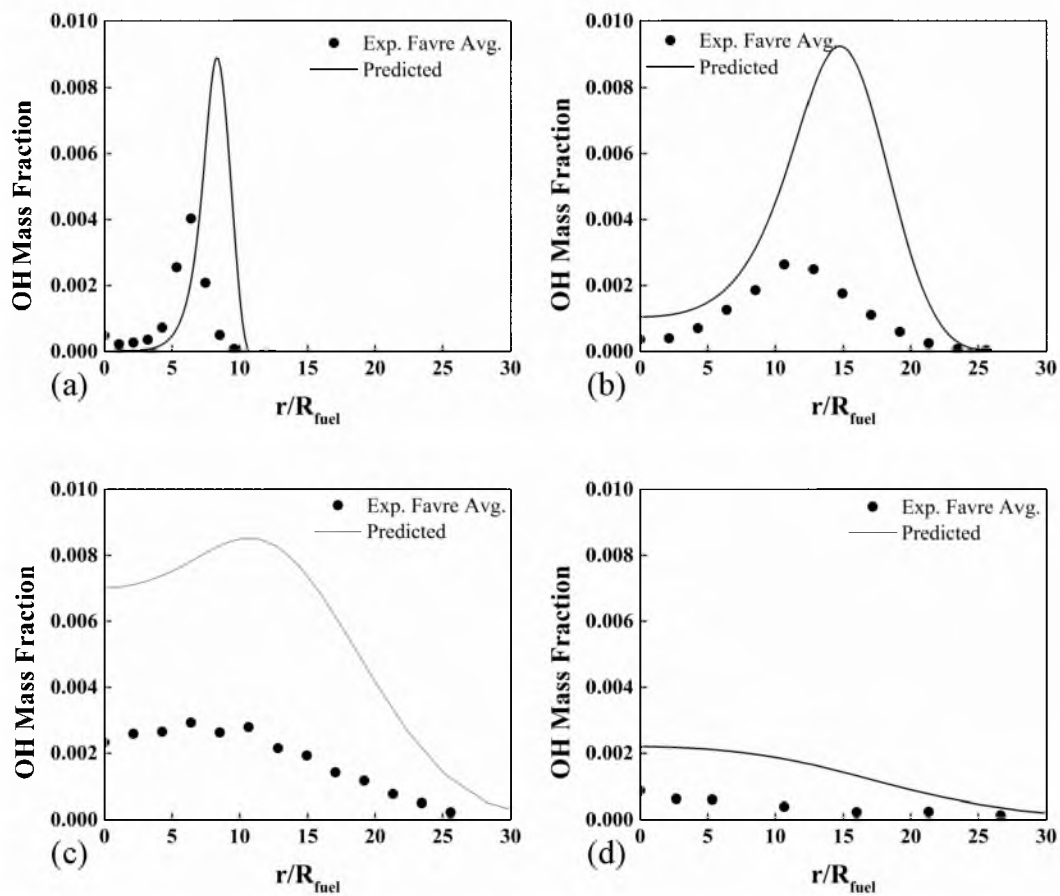 0.010
0.008
0.006
0.004
0.002
0.000
OH Mass Fraction
Exp. Favre Avg.
Predicted
0 5 10 15 20 25 30
(a)
r/R_fuel
0.010
0.008
0.006
0.004
0.002
0.000
OH Mass Fraction
Exp. Favre Avg.
Predicted
0 5 10 15 20 25 30
(b)
r/R_fuel
0.010
0.008
0.006
0.004
0.002
0.000
OH Mass Fraction
Exp. Favre Avg.
Predicted
0 5 10 15 20 25 30
(c)
r/R_fuel
0.010
0.008
0.006
0.004
0.002
0.000
OH Mass Fraction
Exp. Favre Avg.
Predicted
0 5 10 15 20 25 30
(d)
r/R_fuel